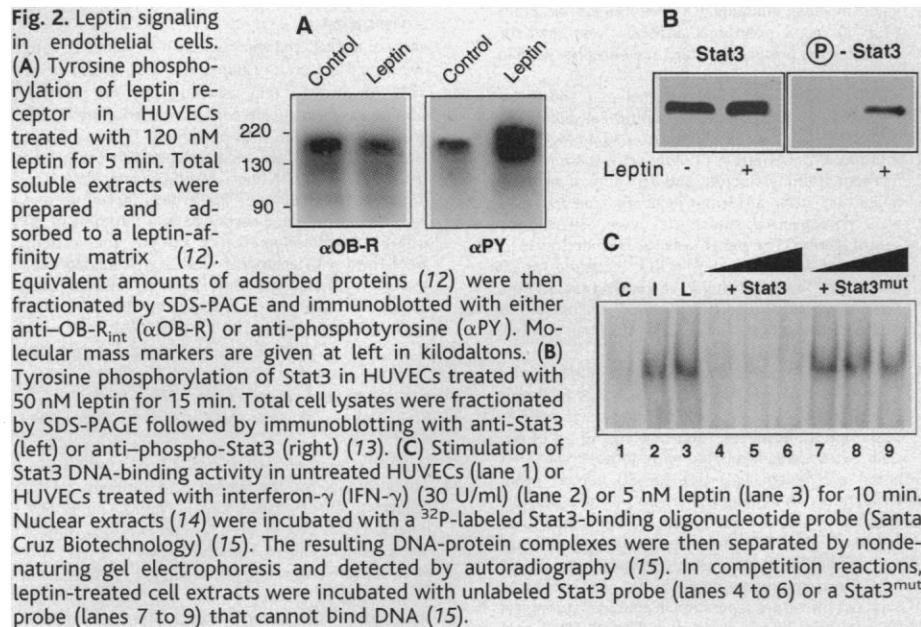 Fig. 2. Leptin signaling
in endothelial cells.
(A) Tyrosine phospho-
rylation of leptin re-
ceptor in HUVECs
treated with 120 nM
leptin for 5 min. Total
soluble extracts were
prepared and ad-
sorbed to a leptin-af-
finity matrix (12).
Equivalent amounts of adsorbed proteins (12) were then
fractionated by SDS-PAGE and immunoblotted with either
anti–OB-Rint (αOB-R) or anti-phosphotyrosine (αPY). Mo-
lecular mass markers are given at left in kilodaltons. (B)
Tyrosine phosphorylation of Stat3 in HUVECs treated with
50 nM leptin for 15 min. Total cell lysates were fractionated
by SDS-PAGE followed by immunoblotting with anti-Stat3
(left) or anti–phospho-Stat3 (right) (13). (C) Stimulation of
Stat3 DNA-binding activity in untreated HUVECs (lane 1) or
HUVECs treated with interferon-γ (IFN-γ) (30 U/ml) (lane 2) or 5 nM leptin (lane 3) for 10 min.
Nuclear extracts (14) were incubated with a 32P-labeled Stat3-binding oligonucleotide probe (Santa
Cruz Biotechnology) (15). The resulting DNA-protein complexes were then separated by nonde-
naturing gel electrophoresis and detected by autoradiography (15). In competition reactions,
leptin-treated cell extracts were incubated with unlabeled Stat3 probe (lanes 4 to 6) or a Stat3mut
probe (lanes 7 to 9) that cannot bind DNA (15).
A
Control Leptin Control Leptin
220
130
90
αOB-R αPY
B
Stat3 Ⓟ - Stat3
Leptin - + - +
C
+ Stat3 + Stat3mut
C I L
1 2 3 4 5 6 7 8 9